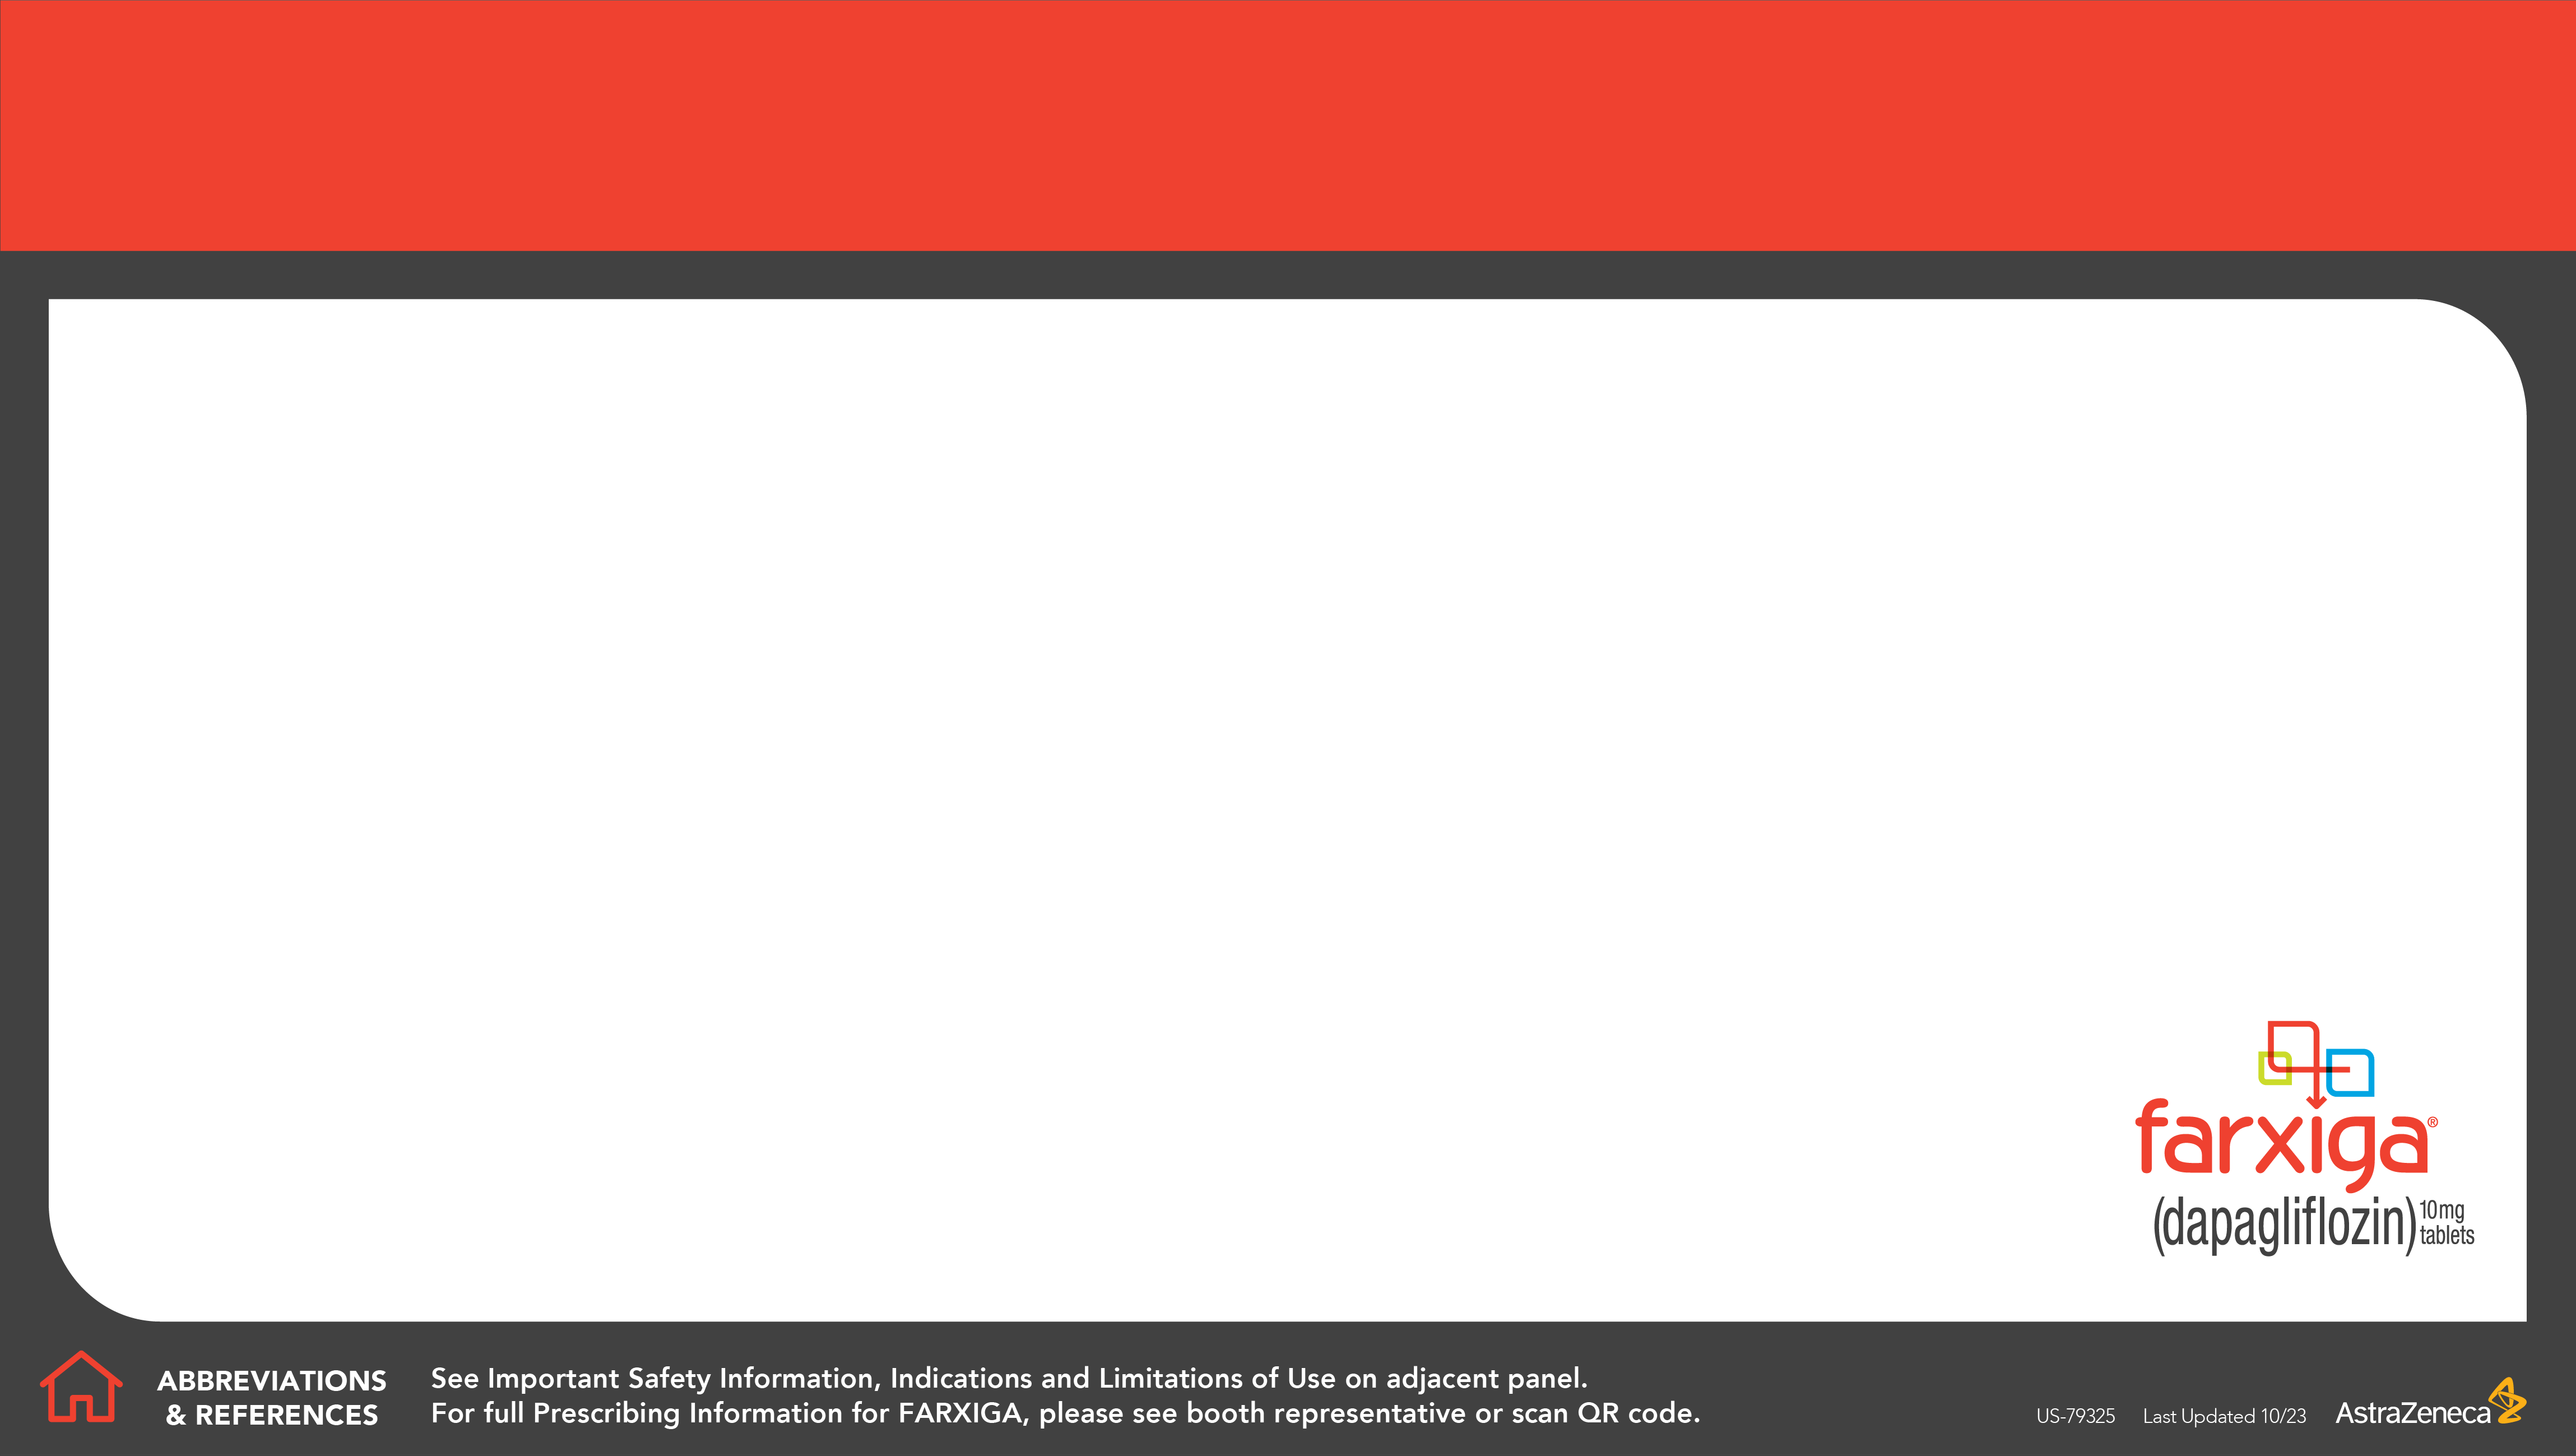 farxiga®
(dapagliflozin) 10mg tablets
ABBREVIATIONS
& REFERENCES
See Important Safety Information, Indications and Limitations of Use on adjacent panel.
For full Prescribing Information for FARXIGA, please see booth representative or scan QR code.
US-79325 Last Updated 10/23 AstraZeneca